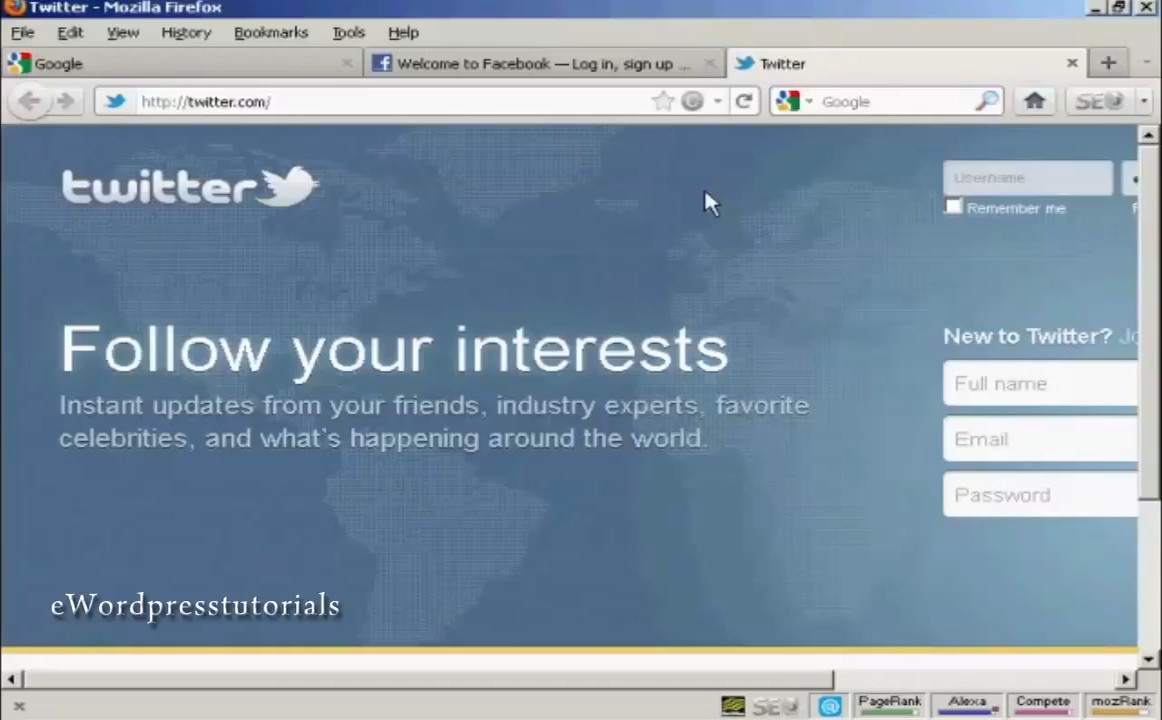 Twitter - Mozilla Firefox
File Edit View History Bookmarks Tools Help
Google
Welcome to Facebook — Log in, sign up ...
Twitter
http://twitter.com/
Google
twitter
Username
Remember me
Follow your interests
Instant updates from your friends, industry experts, favorite
celebrities, and what's happening around the world.
New to Twitter?
Full name
Email
Password
eWordpresstutorials
PageRank Alexa Compete mozRank